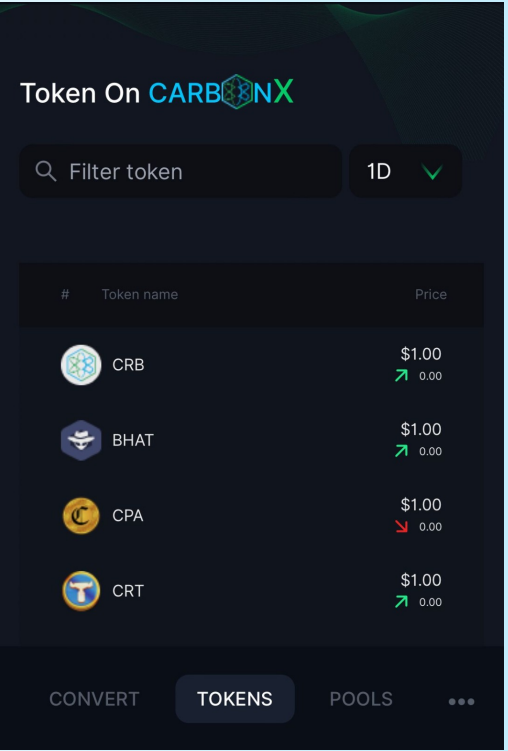 Token On CARBONX
Filter token
1D
# Token name Price
CRB $1.00
0.00
BHAT $1.00
0.00
CPA $1.00
0.00
CRT $1.00
0.00
CONVERT TOKENS POOLS